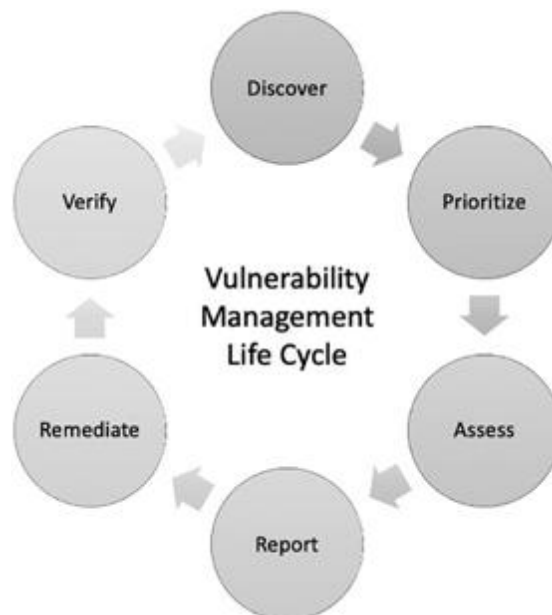 Discover
Prioritize
Assess
Report
Remediate
Verify
Vulnerability
Management
Life Cycle